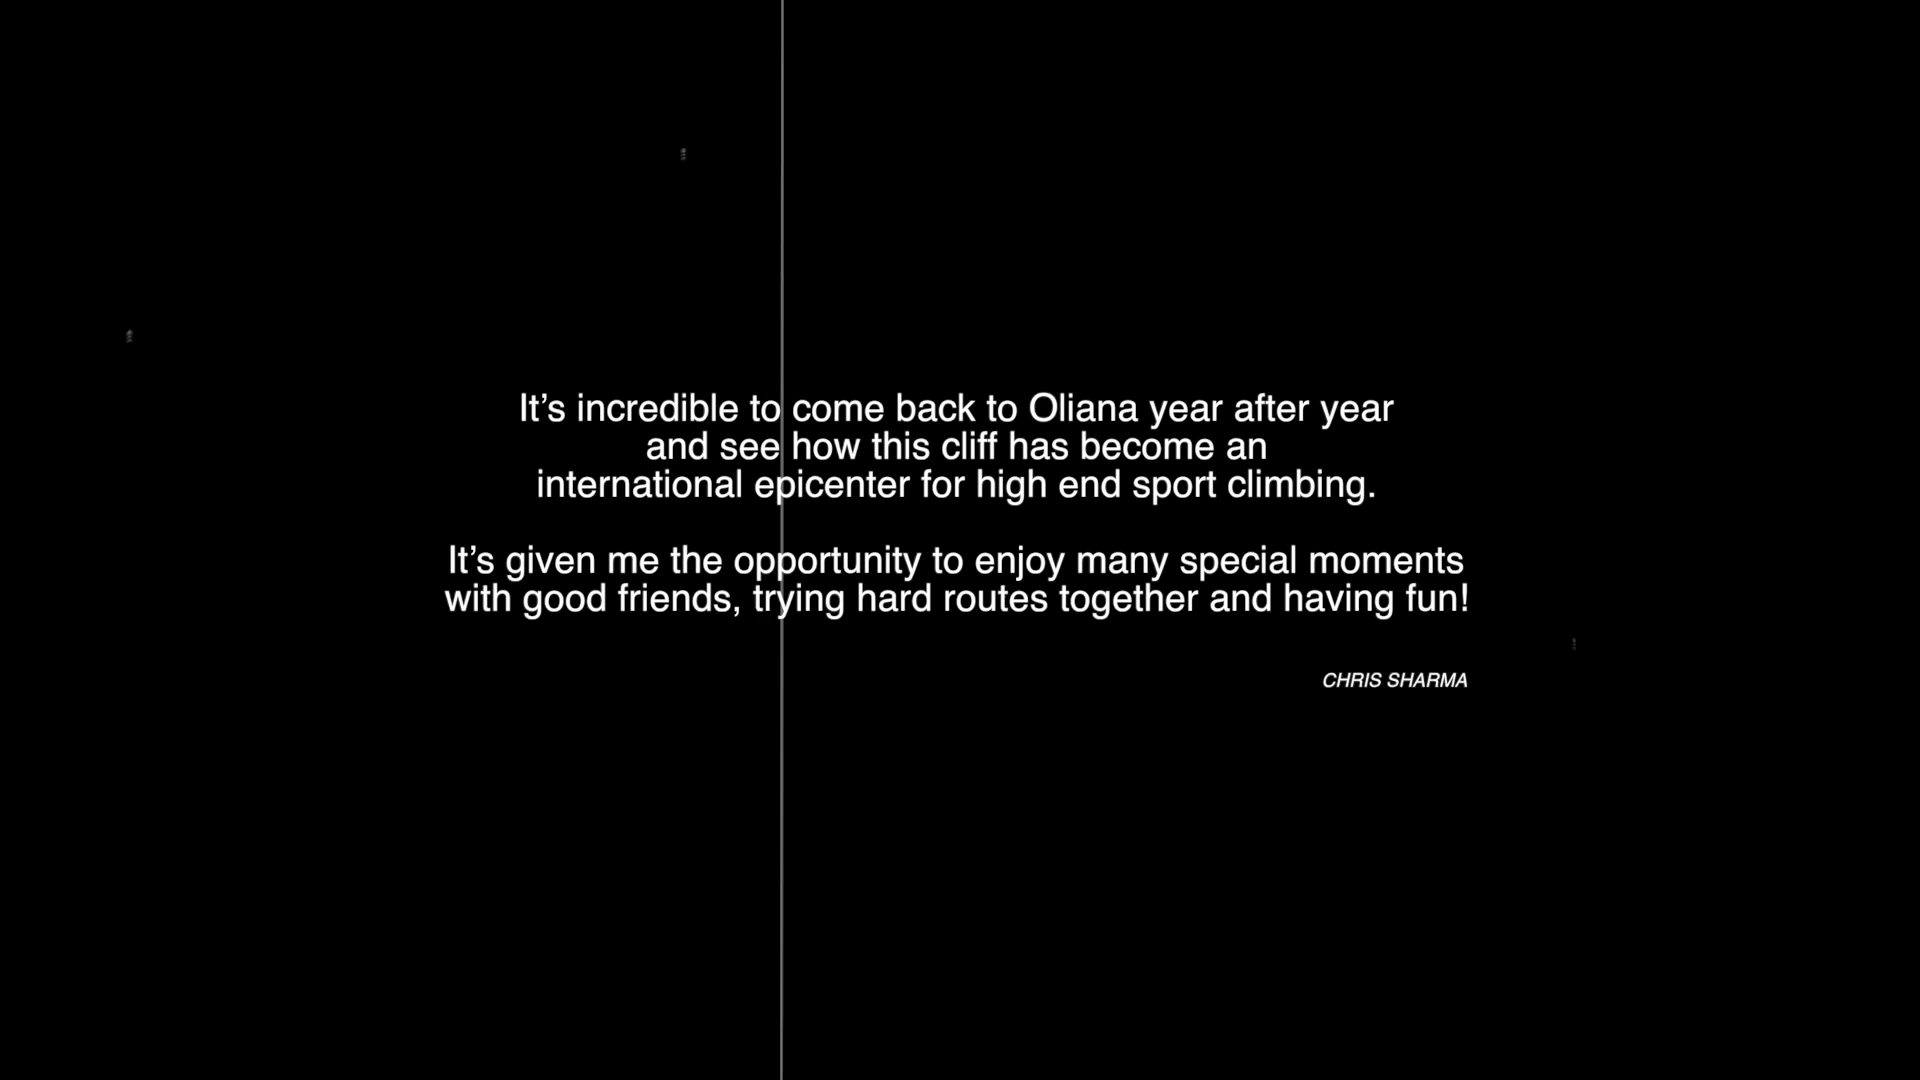 It’s incredible to come back to Oliana year after year
and see how this cliff has become an
international epicenter for high end sport climbing.
It’s given me the opportunity to enjoy many special moments
with good friends, trying hard routes together and having fun!
CHRIS SHARMA